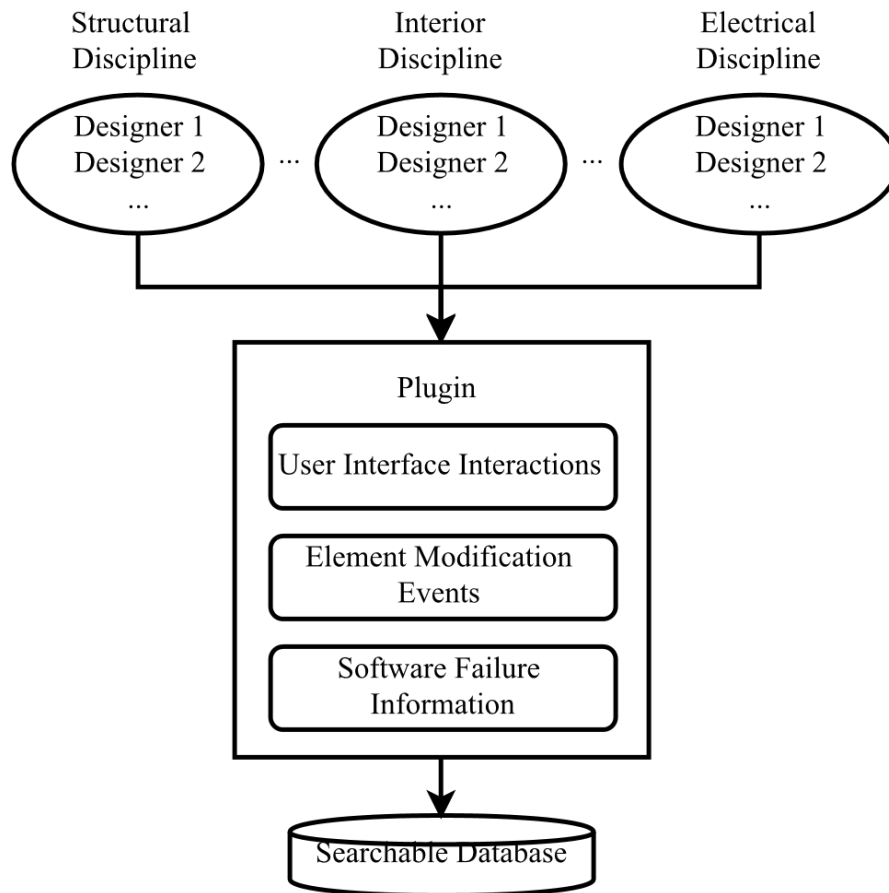 Structural
Discipline
Interior
Discipline
Electrical
Discipline
Designer 1
Designer 2
...
...
Designer 1
Designer 2
...
...
Designer 1
Designer 2
...
Plugin
User Interface Interactions
Element Modification
Events
Software Failure
Information
Searchable Database